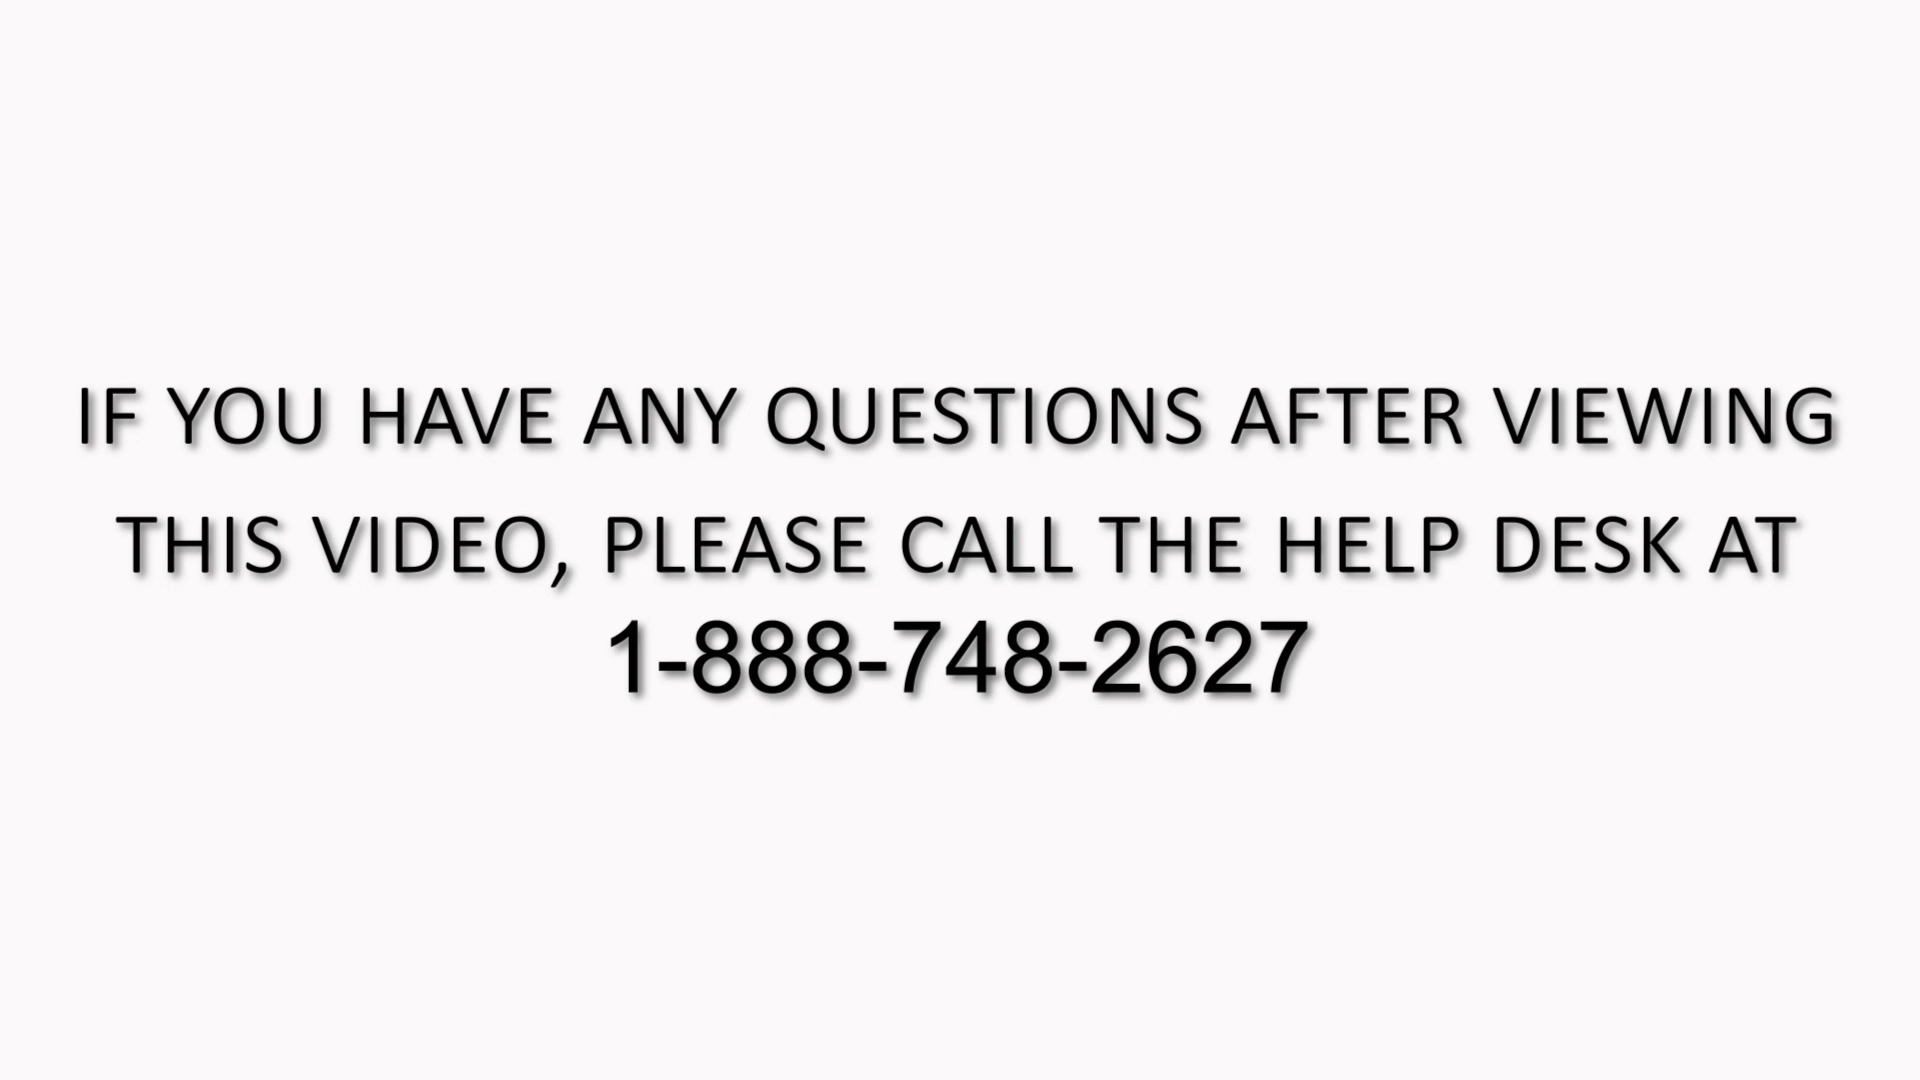 IF YOU HAVE ANY QUESTIONS AFTER VIEWING
THIS VIDEO, PLEASE CALL THE HELP DESK AT
1-888-748-2627